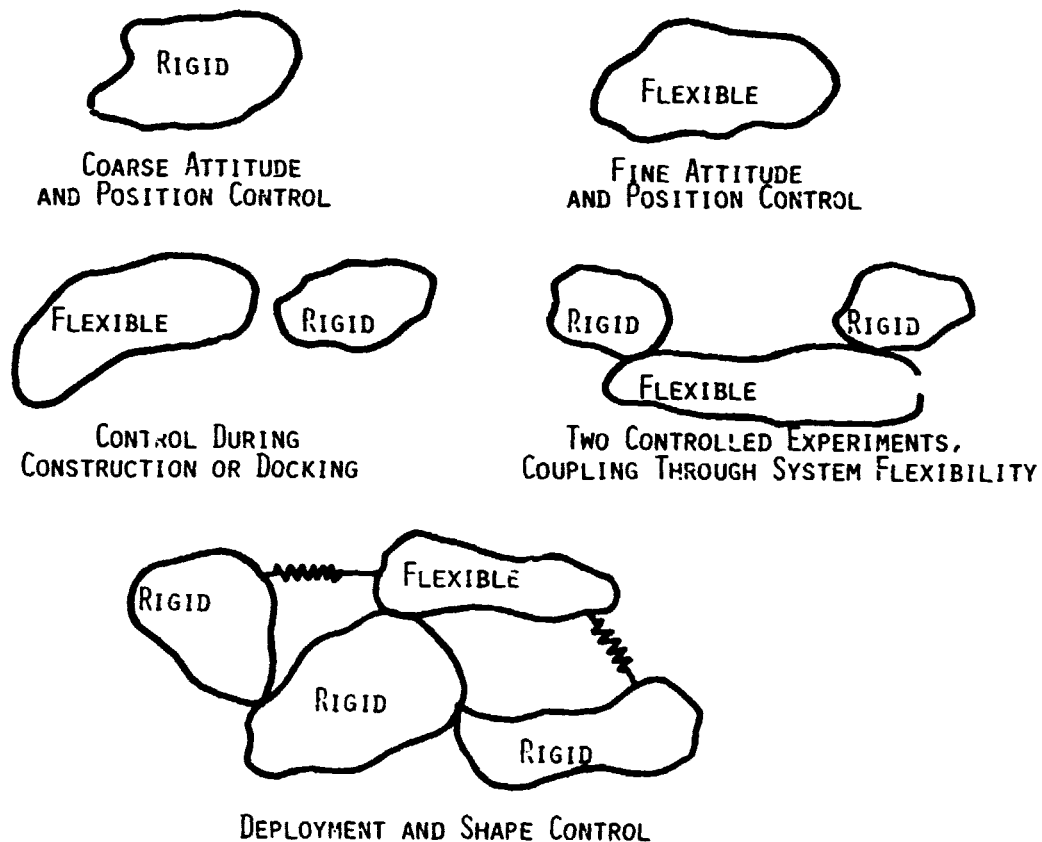 RIGID
COARSE ATTITUDE
AND POSITION CONTROL
FLEXIBLE
FINE ATTITUDE
AND POSITION CONTROL
FLEXIBLE
RIGID
CONTROL DURING
CONSTRUCTION OR DOCKING
RIGID
RIGID
FLEXIBLE
TWO CONTROLLED EXPERIMENTS,
COUPLING THROUGH SYSTEM FLEXIBILITY
RIGID
FLEXIBLE
RIGID
RIGID
DEPLOYMENT AND SHAPE CONTROL